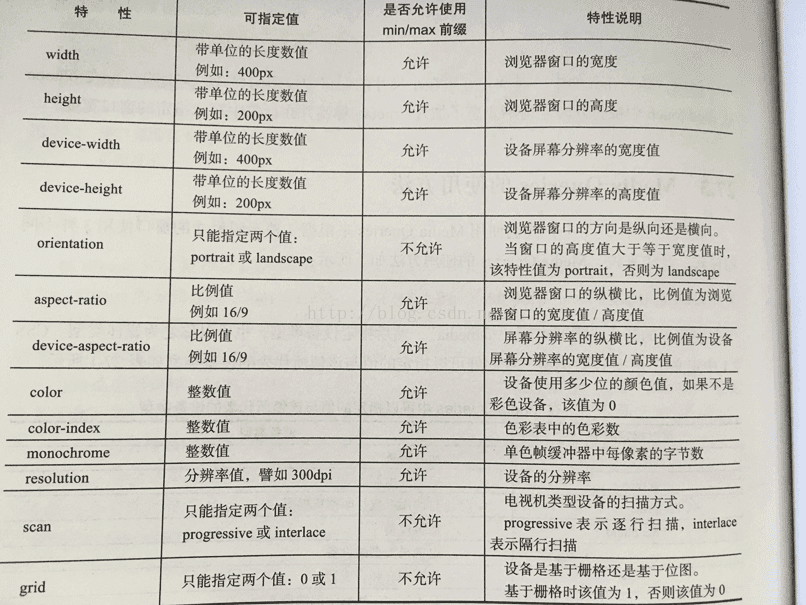 特 性 可指定值 是否允许使用 特性说明
min/max 前缀
width 带单位的长度数值 允许 浏览器窗口的宽度
例如：400px
height 带单位的长度数值 允许 浏览器窗口的高度
例如：200px
device-width 带单位的长度数值 允许 设备屏幕分辨率的宽度值
例如：400px
device-height 带单位的长度数值 允许 设备屏幕分辨率的高度值
例如：200px
orientation 只能指定两个值： 不允许 浏览器窗口的方向是纵向还是横向。
portrait 或 landscape 当窗口的高度值大于等于宽度值时，
该特性值为 portrait，否则为 landscape
aspect-ratio 比例值 允许 浏览器窗口的纵横比，比例值为浏览
例如 16/9 器窗口的宽度值 / 高度值
http://blog.csdn.ne
device-aspect-ratio 比例值 允许 屏幕分辨率的纵横比，比例值为设备
例如 16/9 屏幕分辨率的宽度值 / 高度值
color 整数值 允许 设备使用多少位的颜色值，如果不是
彩色设备，该值为 0
color-index 整数值 允许 色彩表中的色彩数
monochrome 整数值 允许 单色帧缓冲器中每像素的字节数
resolution 分辨率值，譬如 300dpi 允许 设备的分辨率
scan 只能指定两个值： 不允许 电视机类型设备的扫描方式。
progressive 或 interlace progressive 表示逐行扫描，interlace
表示隔行扫描
grid 只能指定两个值：0 或 1 不允许 设备是基于栅格还是基于位图。
基于栅格时该值为 1，否则该值为 0